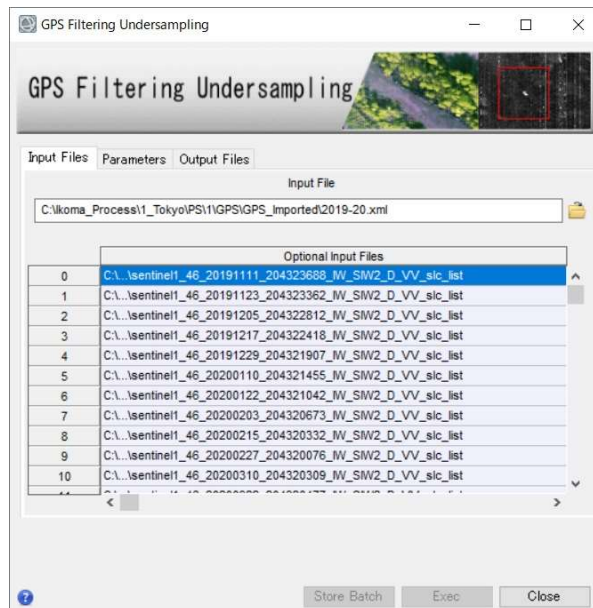 GPS Filtering Undersampling
GPS Filtering Undersampling
Input Files Parameters Output Files
Input File
C:\Ikoma_Process\1_Tokyo\PS\1\GPS\GPS_Imported\2019-20.xml
Optional Input Files
0 C:\...\sentinel1_46_20191111_204323688_IW_SIW2_D_VV_slc_list
1 C:\...\sentinel1_46_20191123_204323362_IW_SIW2_D_VV_slc_list
2 C:\...\sentinel1_46_20191205_204322812_IW_SIW2_D_VV_slc_list
3 C:\...\sentinel1_46_20191217_204322418_IW_SIW2_D_VV_slc_list
4 C:\...\sentinel1_46_20191229_204321907_IW_SIW2_D_VV_slc_list
5 C:\...\sentinel1_46_20200110_204321455_IW_SIW2_D_VV_slc_list
6 C:\...\sentinel1_46_20200122_204321042_IW_SIW2_D_VV_slc_list
7 C:\...\sentinel1_46_20200203_204320673_IW_SIW2_D_VV_slc_list
8 C:\...\sentinel1_46_20200215_204320332_IW_SIW2_D_VV_slc_list
9 C:\...\sentinel1_46_20200227_204320076_IW_SIW2_D_VV_slc_list
10 C:\...\sentinel1_46_20200310_204320309_IW_SIW2_D_VV_slc_list
Store Batch Exec Close